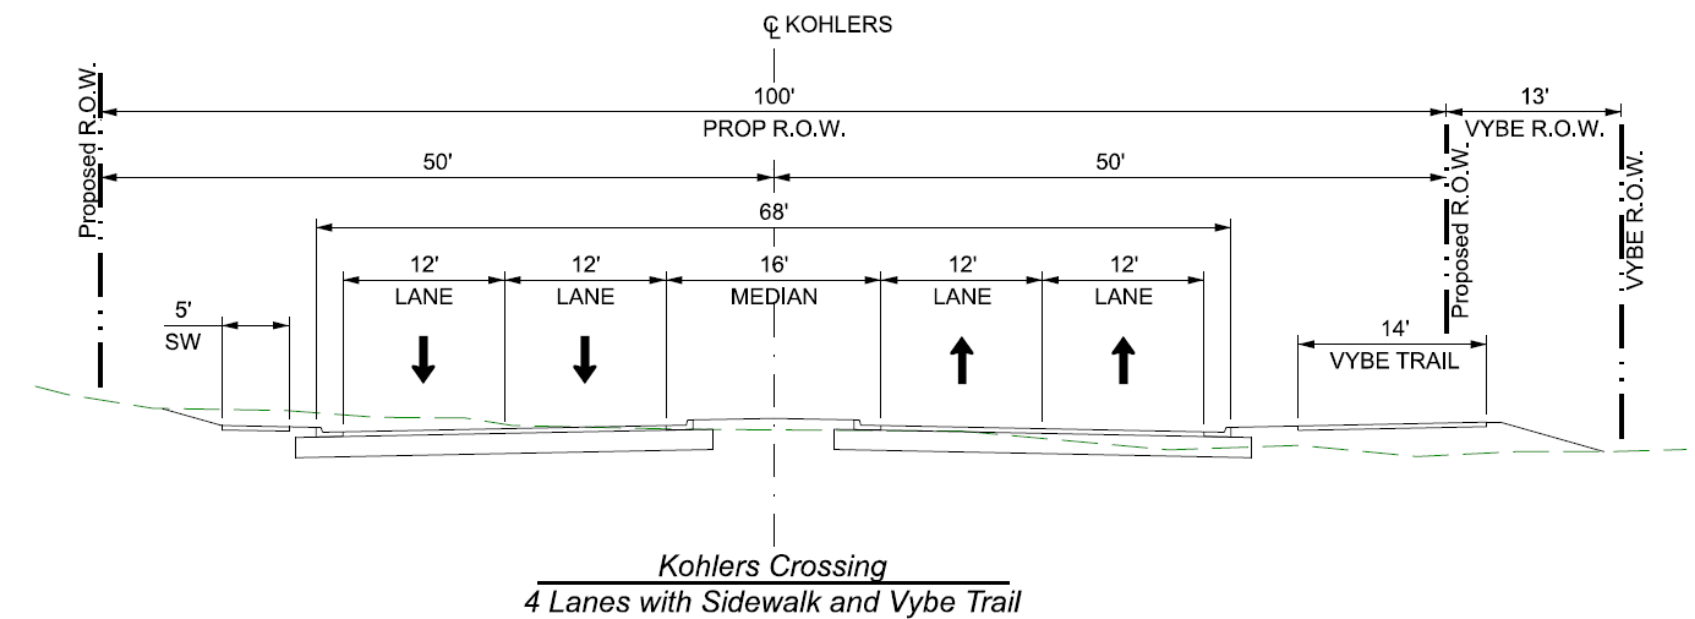 ℄ KOHLERS
100'
PROP R.O.W.
13'
VYBE R.O.W.
50'
50'
68'
12'
LANE
12'
LANE
16'
MEDIAN
12'
LANE
12'
LANE
5'
SW
14'
VYBE TRAIL
Proposed R.O.W.
Proposed R.O.W.
VYBE R.O.W.
Kohlers Crossing
4 Lanes with Sidewalk and Vybe Trail